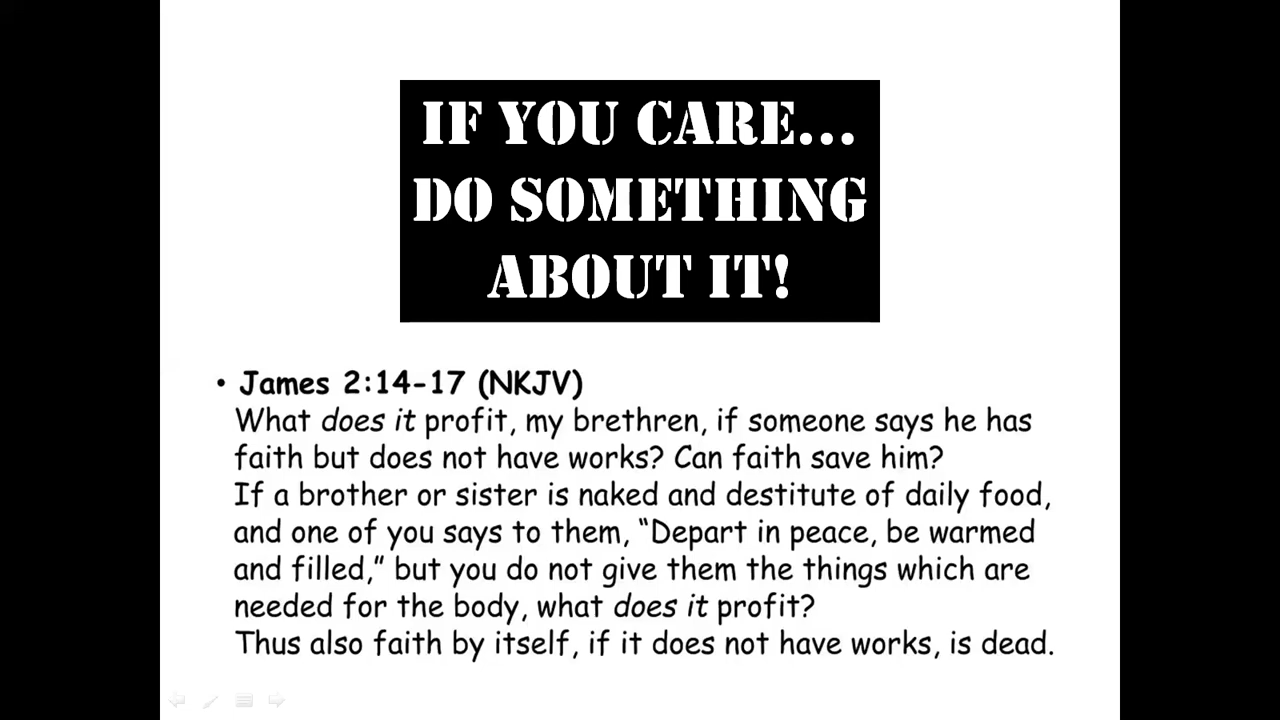 IF YOU CARE...
DO SOMETHING
ABOUT IT!
• James 2:14-17 (NKJV)
What does it profit, my brethren, if someone says he has
faith but does not have works? Can faith save him?
If a brother or sister is naked and destitute of daily food,
and one of you says to them, “Depart in peace, be warmed
and filled,” but you do not give them the things which are
needed for the body, what does it profit?
Thus also faith by itself, if it does not have works, is dead.